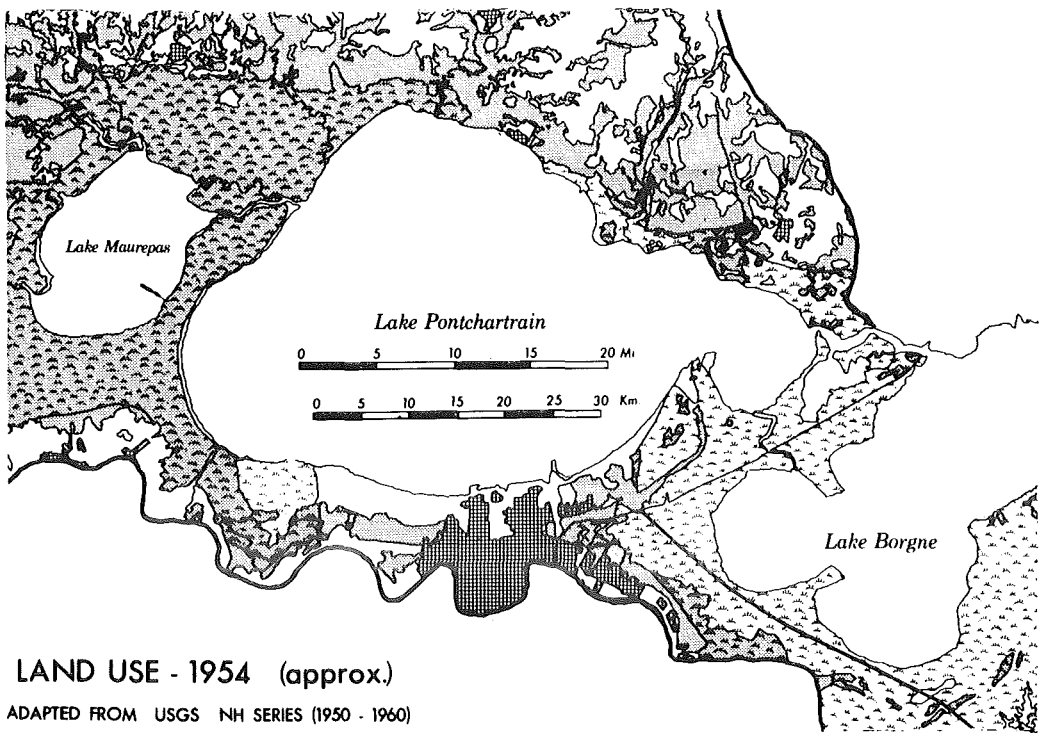 Lake Maurepas
Lake Pontchartrain
0 5 10 15 20 Mi
0 5 10 15 20 25 30 Km
Lake Borgne
LAND USE - 1954 (approx.)
ADAPTED FROM USGS NH SERIES (1950 - 1960)